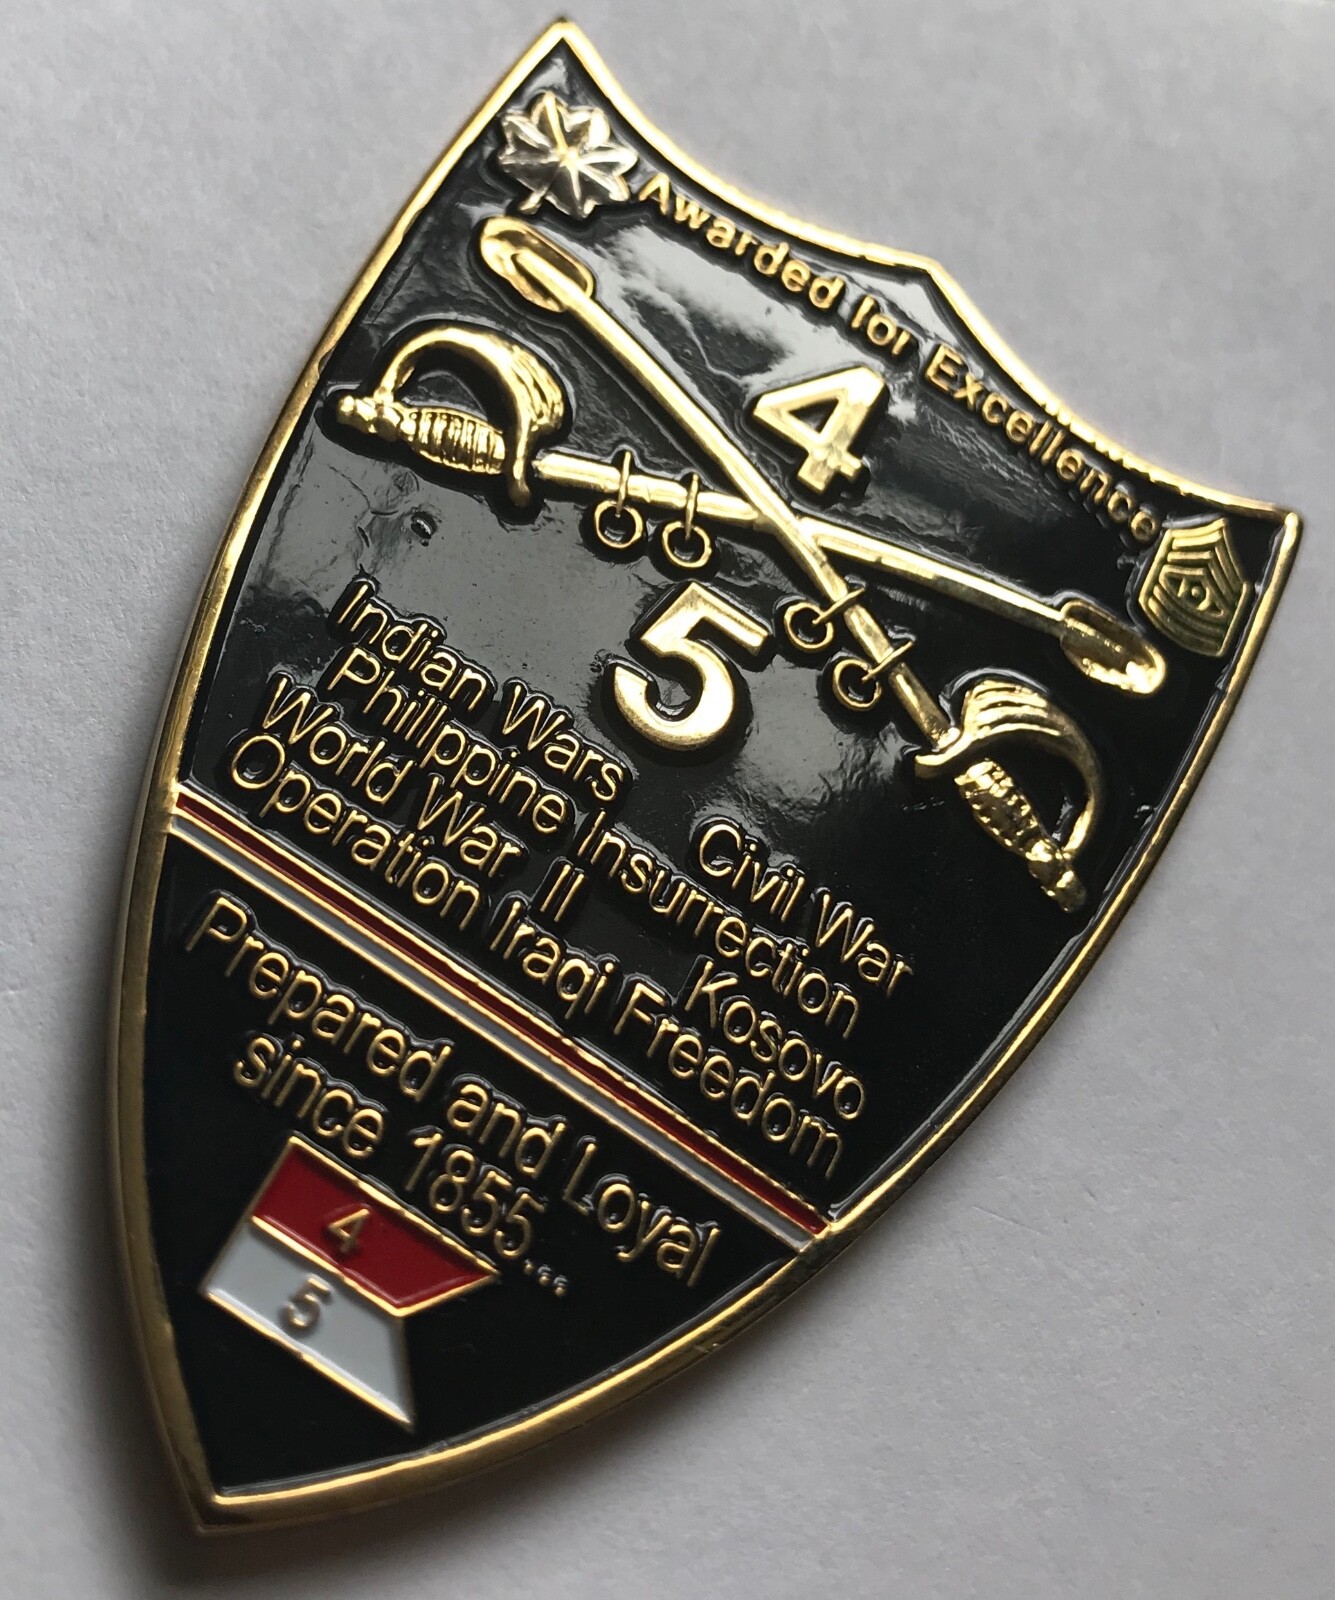 Awarded for Excellence
4
5
Indian Wars Civil War
Phillppine Insurrection
World War II Kosovo
Operation Iraqi Freedom
Prepared and Loyal
since 1855...
4
5